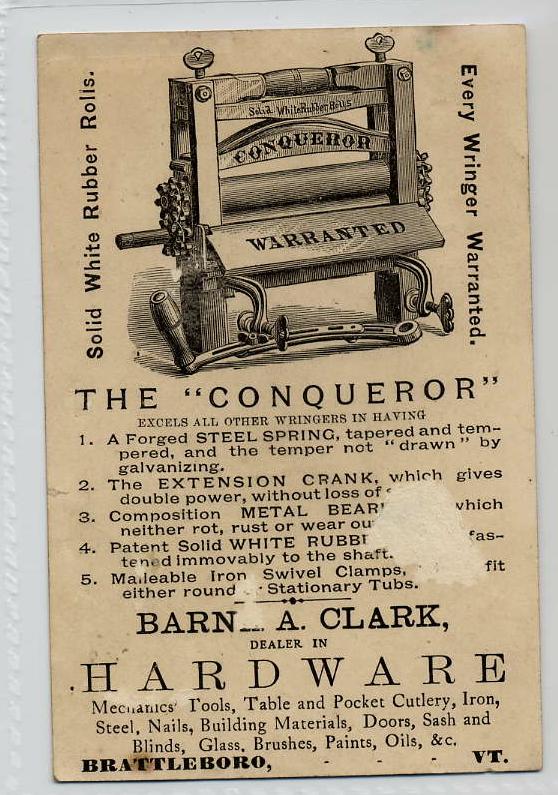 Solid White Rubber Rolls.
Every Wringer Warranted.
Solid White Rubber Rolls
CONQUEROR
WARRANTED
THE "CONQUEROR"
EXCELS ALL OTHER WRINGERS IN HAVING
1. A Forged STEEL SPRING, tapered and tem-
pered, and the temper not "drawn" by
galvanizing.
2. The EXTENSION CRANK, which gives
double power, without loss of
3. Composition METAL which
neither rot, rust or wear
4. Patent Solid WHITE fas-
tened immovably to the shaft.
5. Malleable Iron Swivel Clamps, fit
either round Stationary Tubs.
A. CLARK,
DEALER IN
HARDWARE
Mechanics' Tools, Table and Pocket Cutlery, Iron,
Steel, Nails, Building Materials, Doors, Sash and
Blinds, Glass, Brushes, Paints, Oils, &c.
BRATTLEBORO, - - - VT.